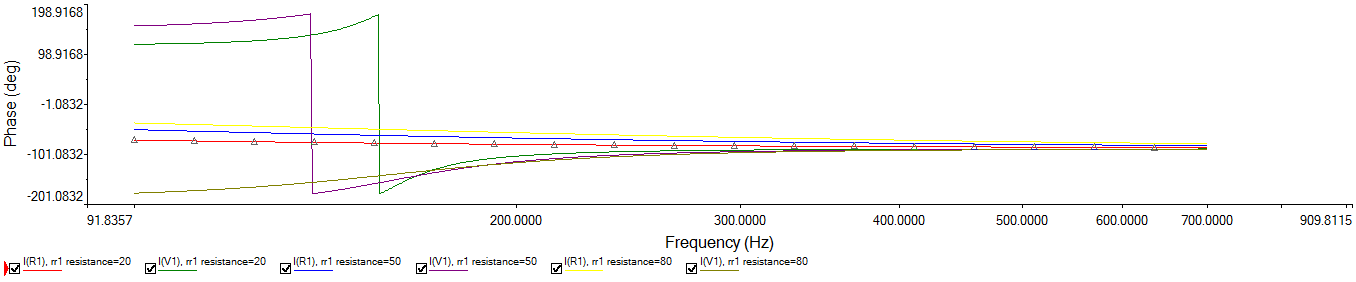 198.9168
98.9168
-1.0832
-101.0832
-201.0832
Phase (deg)
91.8357 200.0000 300.0000 400.0000 500.0000 600.0000 700.0000 909.8115
Frequency (Hz)
I(R1), rr1 resistance=20 I(V1), rr1 resistance=20 I(R1), rr1 resistance=50 I(V1), rr1 resistance=50 I(R1), rr1 resistance=80 I(V1), rr1 resistance=80